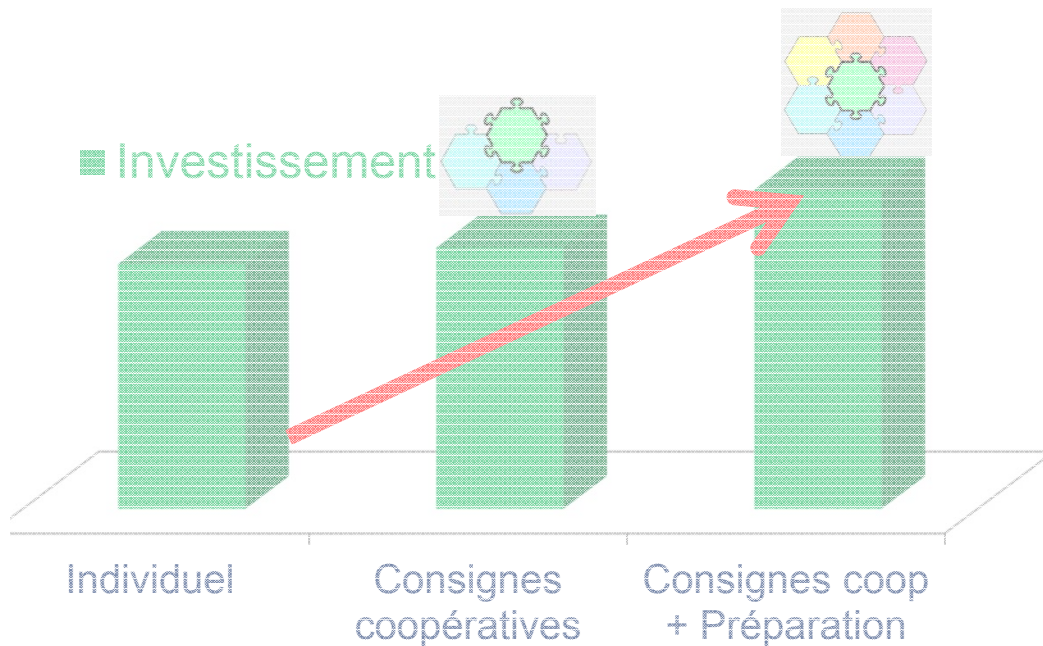 Investissement
Individuel
Consignes
coopératives
Consignes coop
+ Préparation